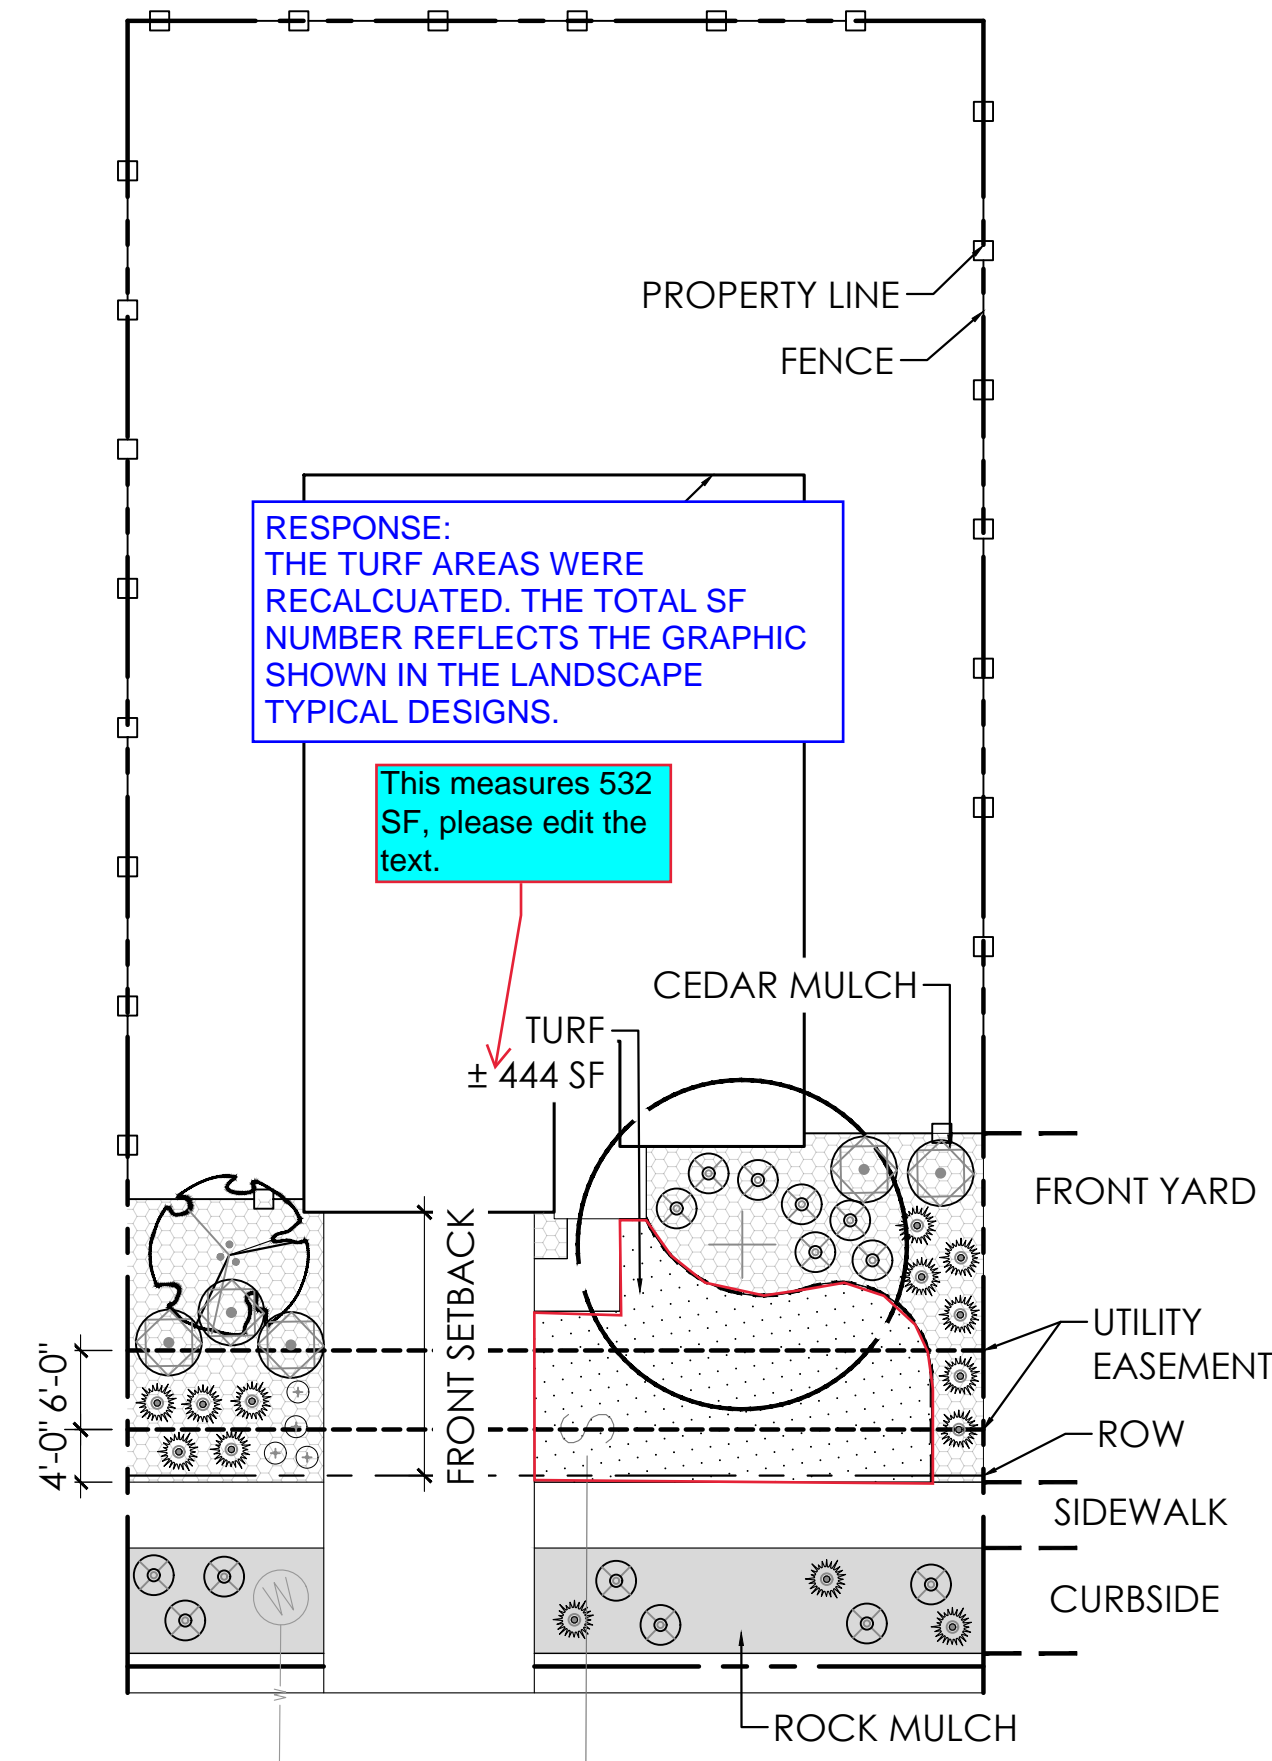 PROPERTY LINE
FENCE
RESPONSE:
THE TURF AREAS WERE
RECALCUATED. THE TOTAL SF
NUMBER REFLECTS THE GRAPHIC
SHOWN IN THE LANDSCAPE
TYPICAL DESIGNS.
This measures 532
SF, please edit the
text.
CEDAR MULCH
TURF
± 444 SF
FRONT YARD
FRONT SETBACK
UTILITY
EASEMENT
4'-0" 6'-0"
ROW
S
SIDEWALK
W
CURBSIDE
W
ROCK MULCH